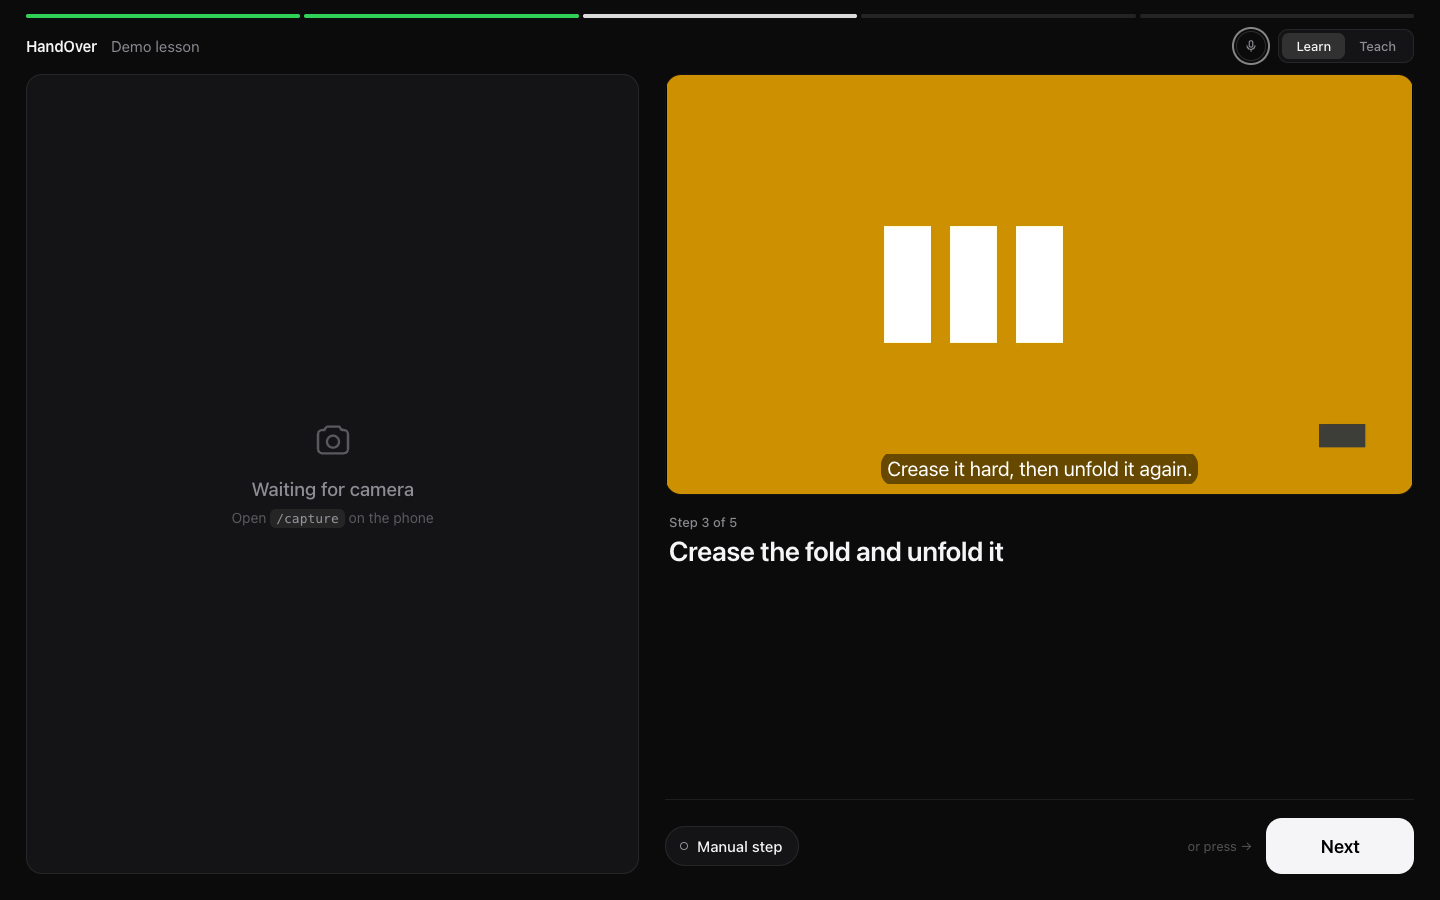 HandOver Demo lesson
Learn Teach
Waiting for camera
Open /capture on the phone
Crease it hard, then unfold it again.
Step 3 of 5
Crease the fold and unfold it
Manual step
or press →
Next